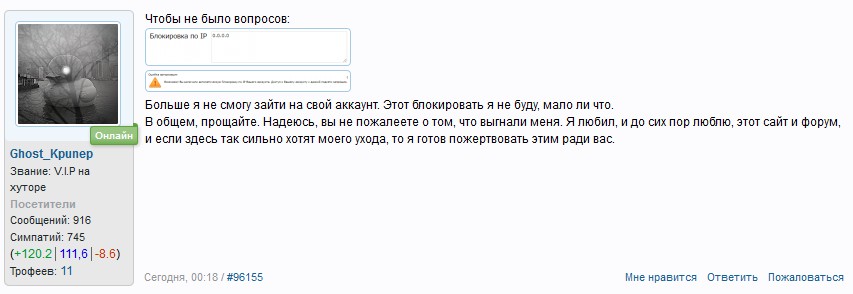 Чтобы не было вопросов:
Блокировка по IP 0.0.0.0
Больше я не смогу зайти на свой аккаунт. Этот блокировать я не буду, мало ли что.
В общем, прощайте. Надеюсь, вы не пожалеете о том, что выгнали меня. Я любил, и до сих пор люблю, этот сайт и форум,
и если здесь так сильно хотят моего ухода, то я готов пожертвовать этим ради вас.
Онлайн
Ghost_Kpunep
Звание: V.I.P на
хуторе
Посетители
Сообщений: 916
Симпатий: 745
(+120.2|111,6|-8.6)
Трофеев: 11
Сегодня, 00:18 / #96155
Мне нравится Ответить Пожаловаться